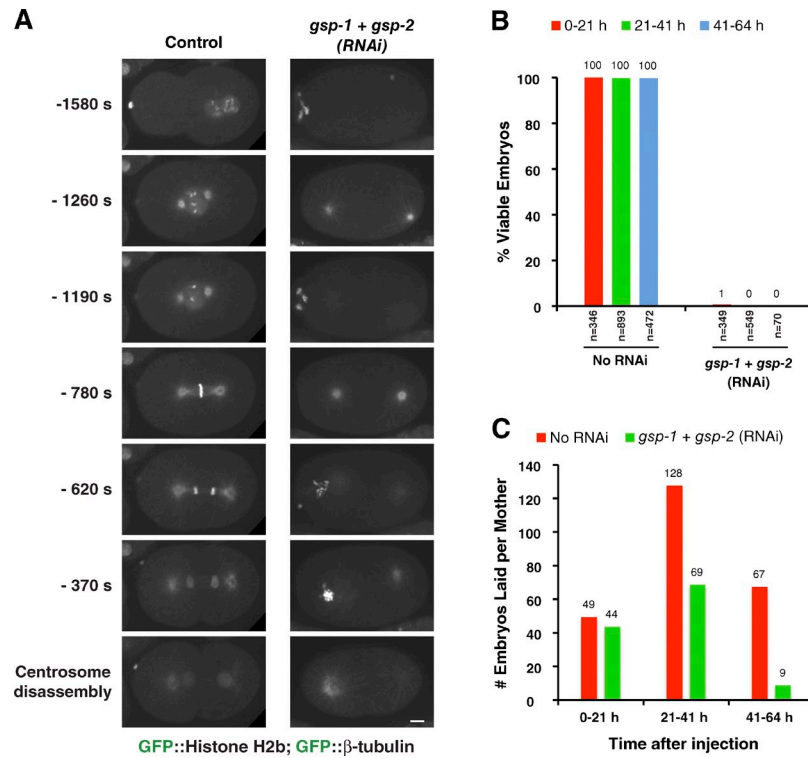 A
Control
gsp-1 + gsp-2
(RNAi)
-1580 s
- 1260 s
- 1190 s
- 780 s
- 620 s
- 370 s
Centrosome
disassembly
GFP::Histone H2b; GFP::β-tubulin
B
0-21 h 21-41 h 41-64 h
% Viable Embryos
100
80
60
40
20
0
100 100 100
1 0 0
n=346
n=893
n=472
n=349
n=549
n=70
No RNAi
gsp-1 + gsp-2
(RNAi)
C
No RNAi gsp-1 + gsp-2 (RNAi)
# Embryos Laid per Mother
140
120
100
80
60
40
20
0
49 44
128 69
67 9
0-21 h 21-41 h 41-64 h
Time after injection